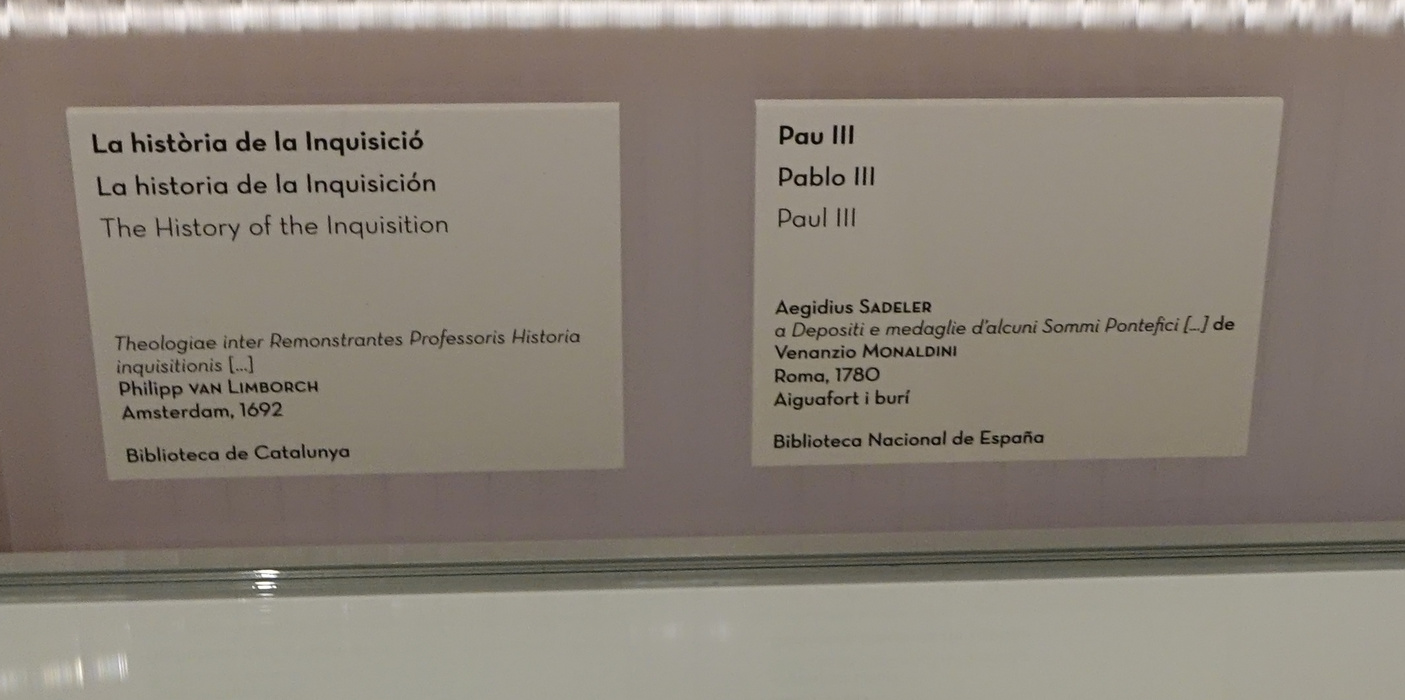 La història de la Inquisició
La historia de la Inquisición
The History of the Inquisition
Theologiae inter Remonstrantes Professoris Historia
inquisitionis [...]
Philipp VAN LIMBORCH
Amsterdam, 1692
Biblioteca de Catalunya
Pau III
Pablo III
Paul III
Aegidius SADELER
a Depositi e medaglie d'alcuni Sommi Pontefici [...] de
Venanzio MONALDINI
Roma, 1780
Aiguafort i burí
Biblioteca Nacional de España